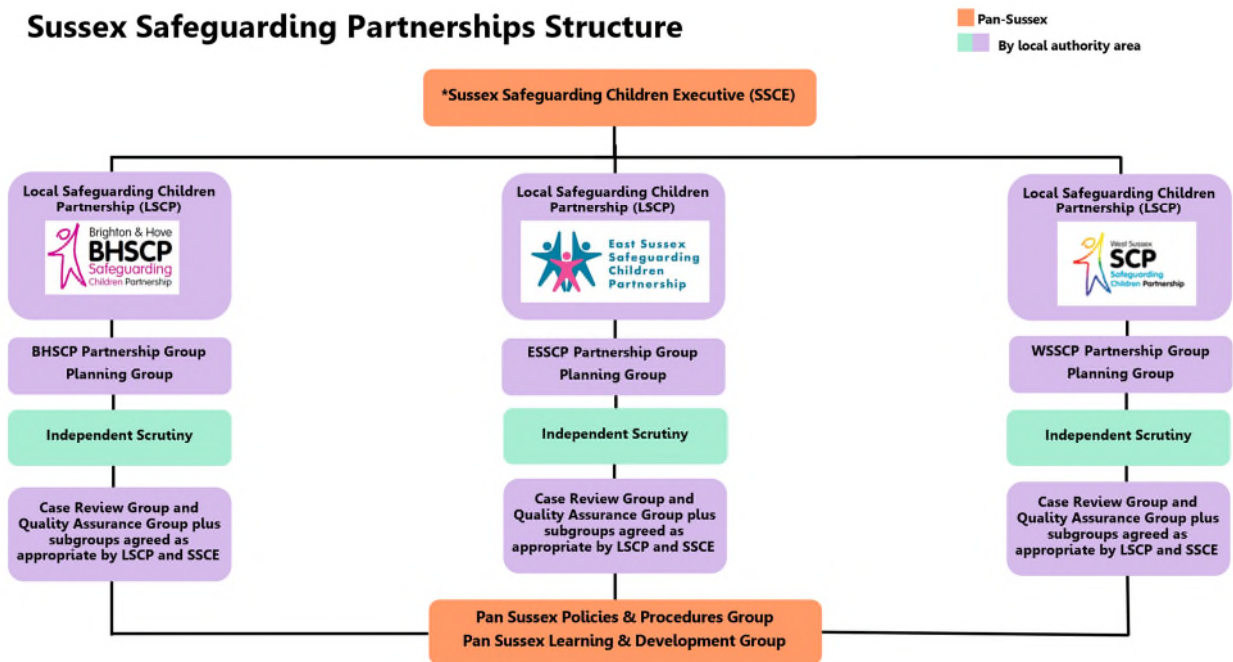 Sussex Safeguarding Partnerships Structure
Pan-Sussex
By local authority area
*Sussex Safeguarding Children Executive (SSCE)
Local Safeguarding Children
Partnership (LSCP)
Brighton & Hove
BHSCP
Safeguarding
Children Partnership
BHSCP Partnership Group
Planning Group
Independent Scrutiny
Case Review Group and
Quality Assurance Group plus
subgroups agreed as
appropriate by LSCP and SSCE
Local Safeguarding Children
Partnership (LSCP)
East Sussex
Safeguarding
Children
Partnership
ESSCP Partnership Group
Planning Group
Independent Scrutiny
Case Review Group and
Quality Assurance Group plus
subgroups agreed as
appropriate by LSCP and SSCE
Local Safeguarding Children
Partnership (LSCP)
West Sussex
SCP
Safeguarding
Children Partnership
WSSCP Partnership Group
Planning Group
Independent Scrutiny
Case Review Group and
Quality Assurance Group plus
subgroups agreed as
appropriate by LSCP and SSCE
Pan Sussex Policies & Procedures Group
Pan Sussex Learning & Development Group